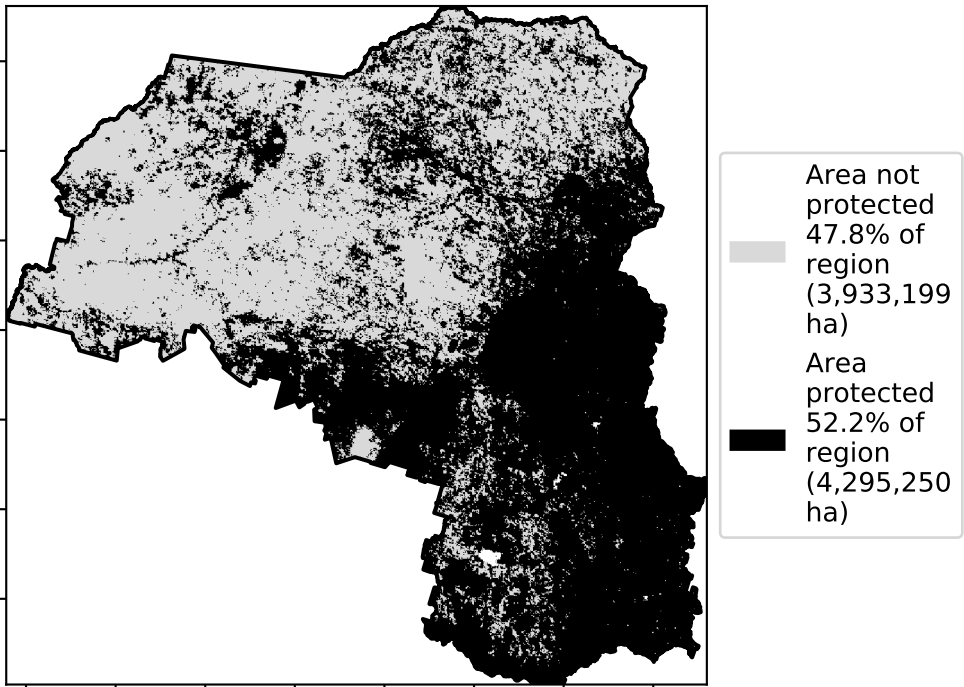 Area not
protected
47.8% of
region
(3,933,199
ha)
Area
protected
52.2% of
region
(4,295,250
ha)